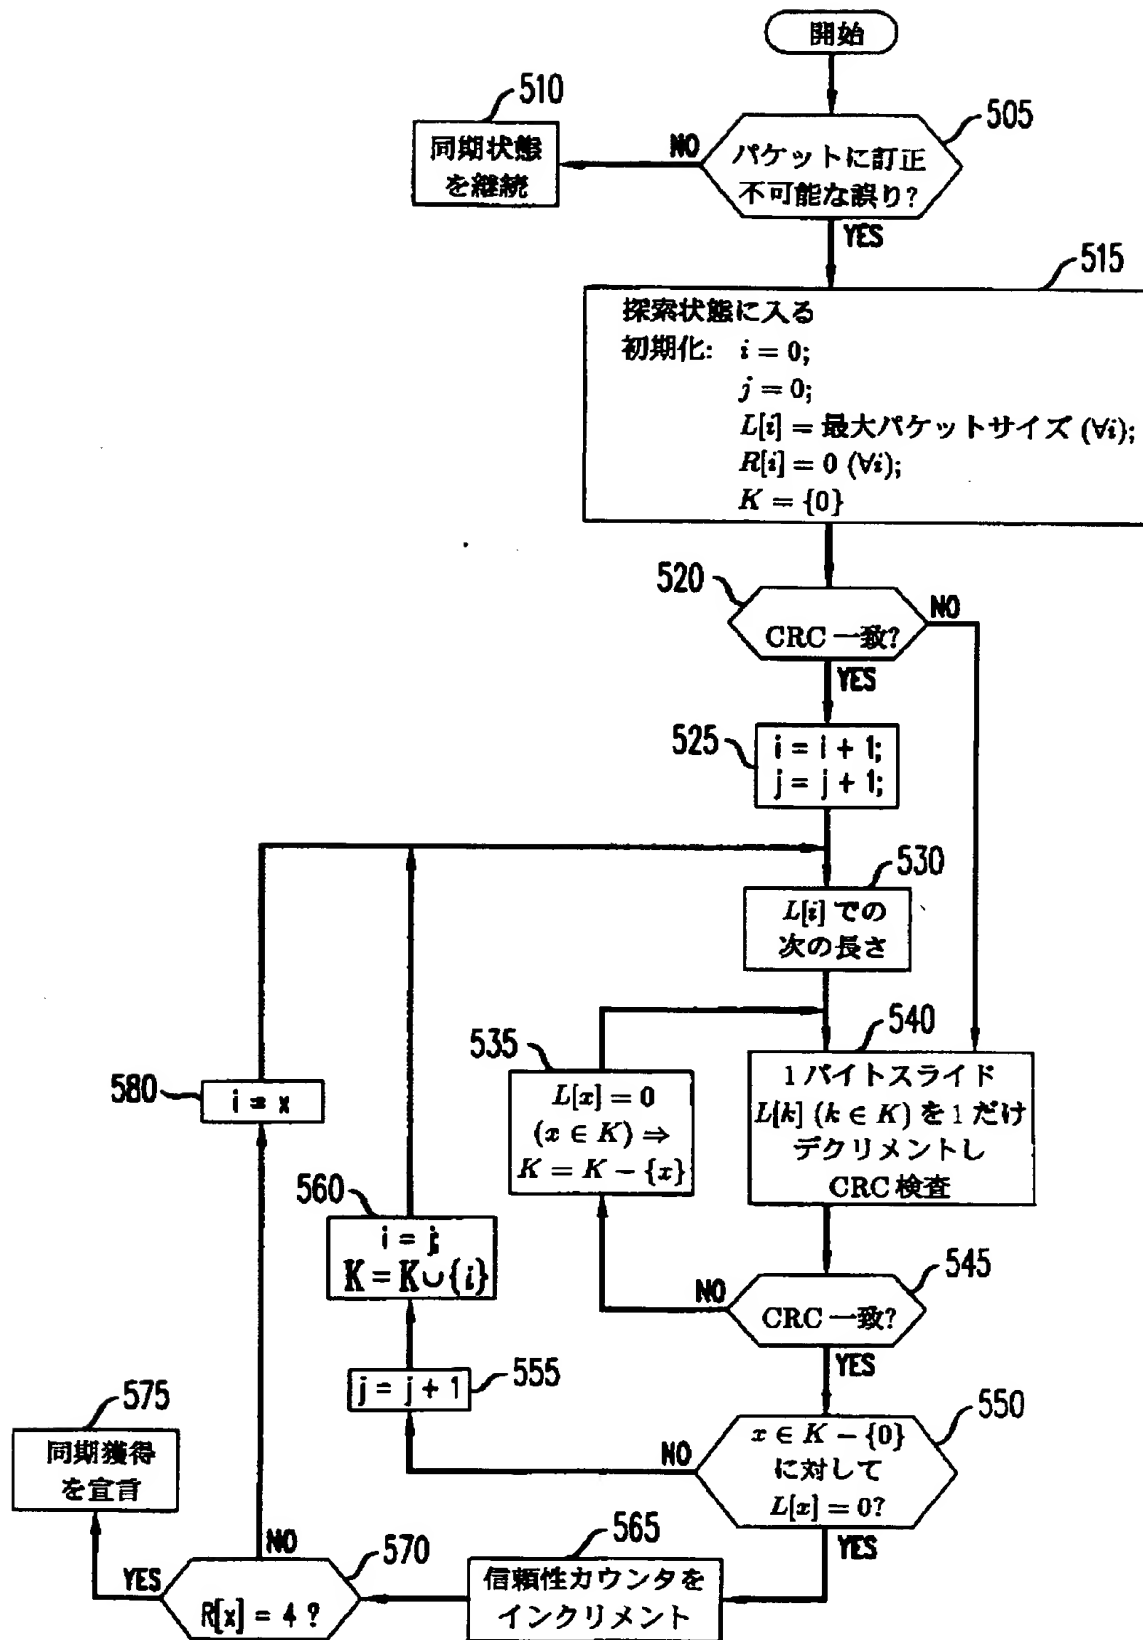 開始
510
505
同期状態
を継続
NO
パケットに訂正
不可能な誤り?
YES
515
探索状態に入る
初期化: i = 0;
j = 0;
L[i] = 最大パケットサイズ (∀i);
R[i] = 0 (∀i);
K = {0}
520
NO
CRC 一致?
YES
525
i = i + 1;
j = j + 1;
530
L[i] での
次の長さ
535
540
L[x] = 0
(x ∈ K) ⇒
K = K − {x}
1 バイトスライド
L[k] (k ∈ K) を 1 だけ
デクリメントし
CRC 検査
580
i = x
560
i = j;
K = K ∪ {i}
545
NO
CRC 一致?
YES
555
j = j + 1
550
NO
x ∈ K − {0}
に対して
L[x] = 0?
YES
575
同期獲得
を宣言
565
信頼性カウンタを
インクリメント
570
NO
YES
R[x] = 4 ?